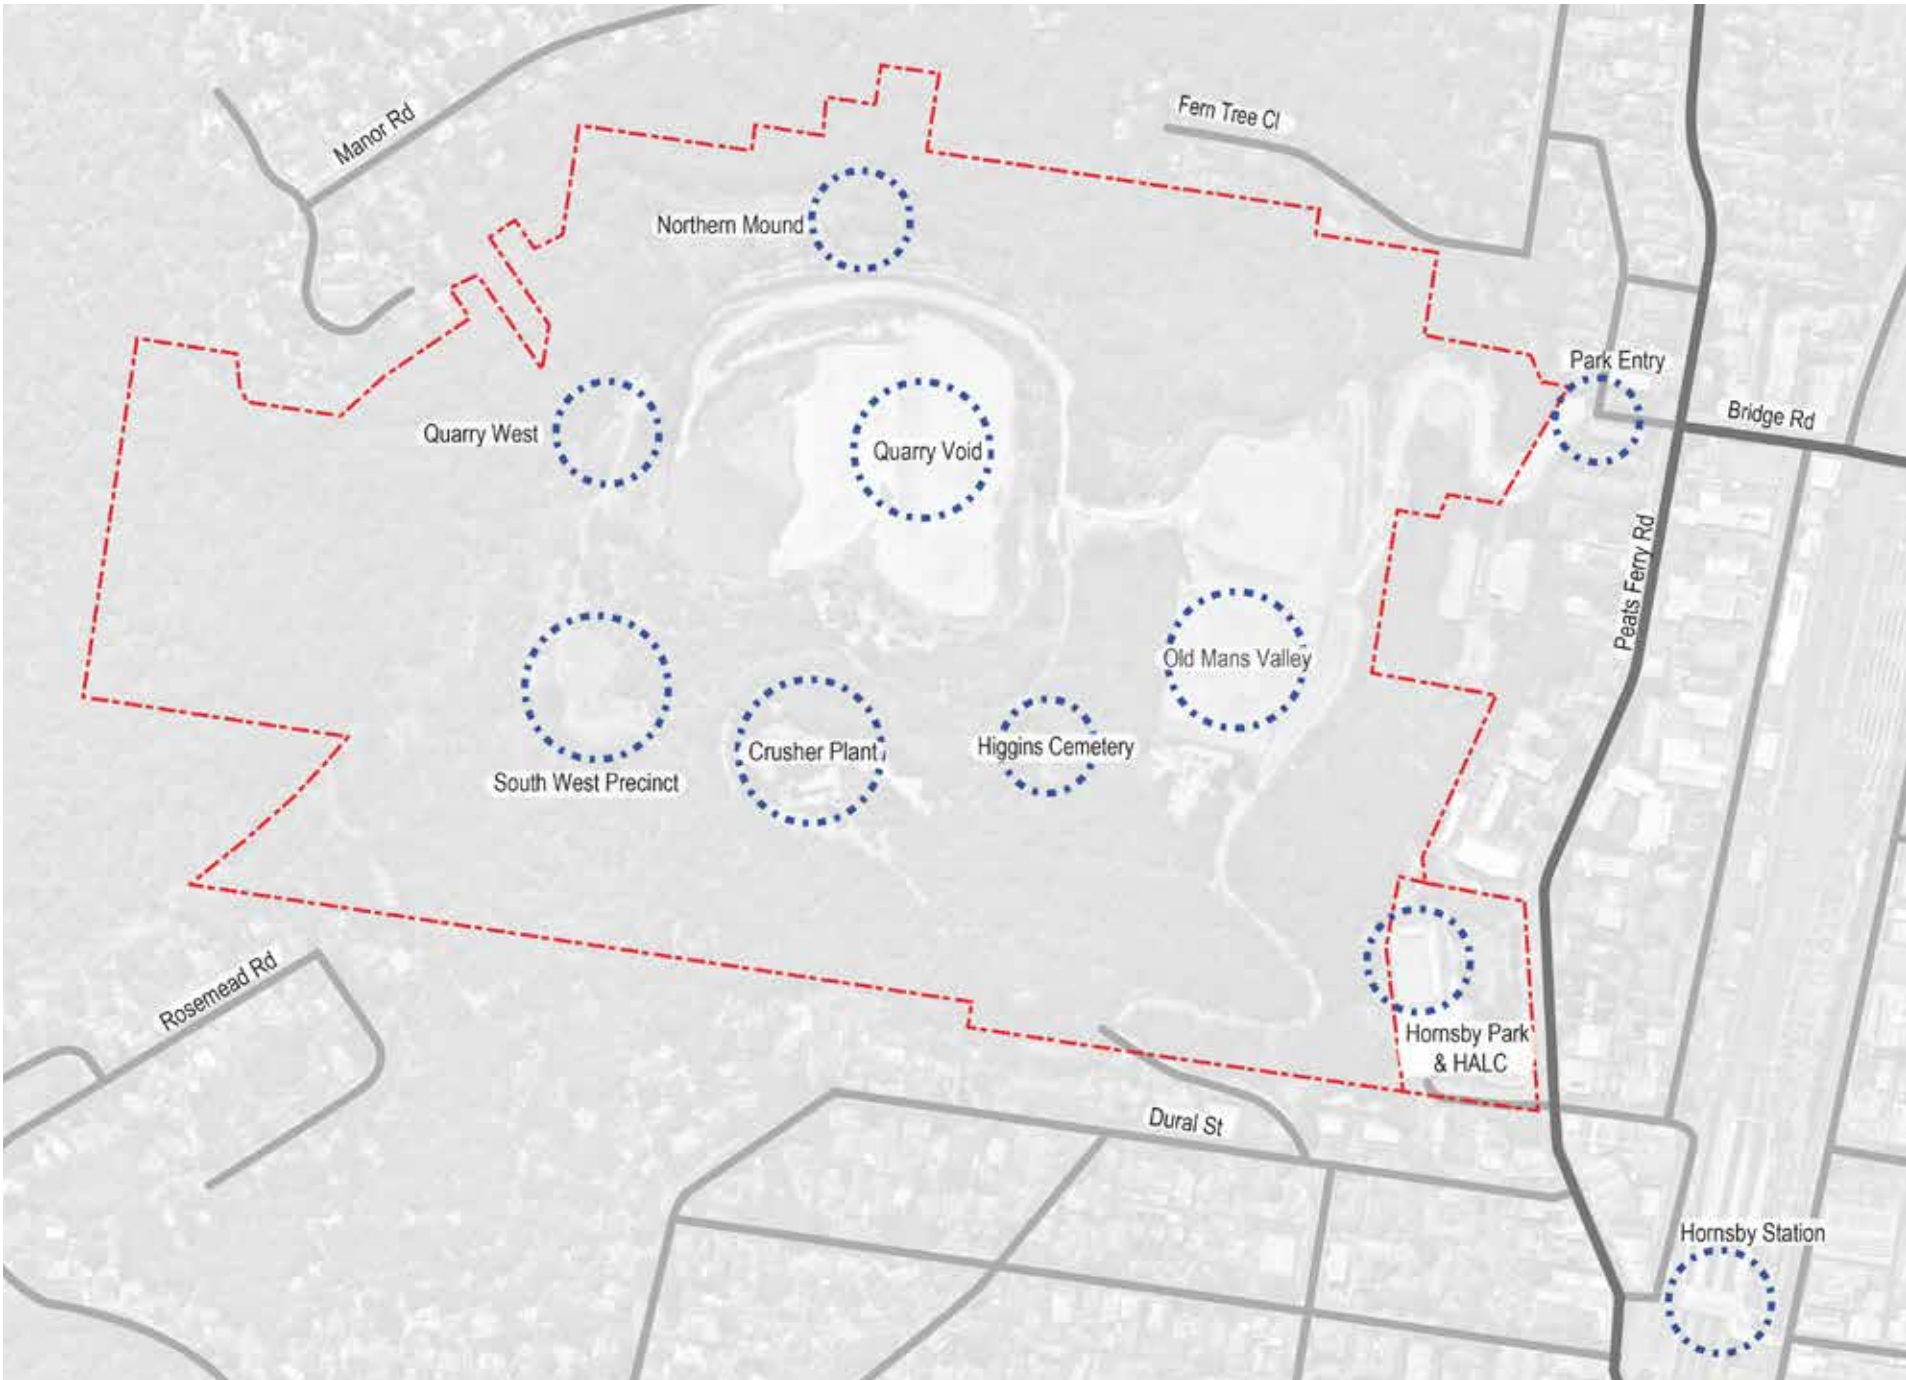 Fern Tree Cl
Manor Rd
Northern Mound
Park Entry
Bridge Rd
Quarry West
Quarry Void
Peats Ferry Rd
Old Mans Valley
Crusher Plant
Higgins Cemetery
South West Precinct
Rosemead Rd
Hornsby Park
& HALC
Dural St
Hornsby Station